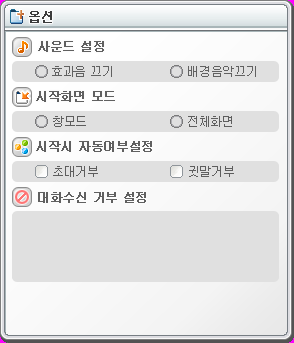 옵션
사운드 설정
효과음 끄기 배경음악끄기
시작화면 모드
창모드 전체화면
시작시 자동여부설정
초대거부 귓말거부
대화수신 거부 설정